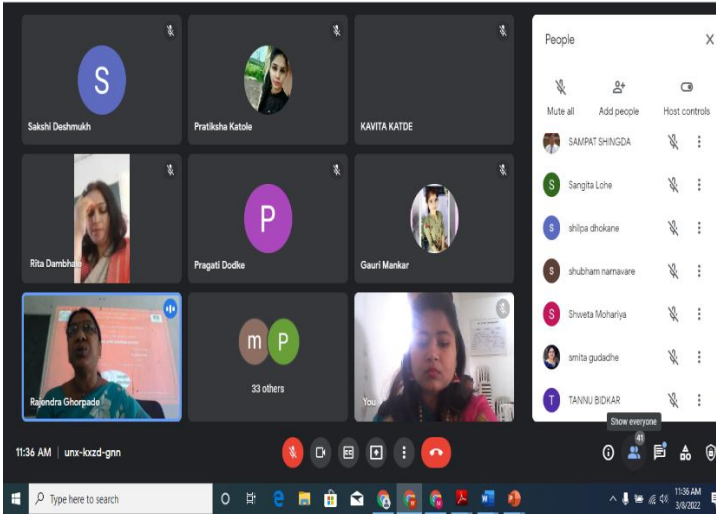 S
Sakshi Deshmukh
Pratiksha Katole
KAVITA KATDE
Rita Dambhale
P
Pragati Dodke
Gauri Mankar
Rajendra Ghorpade
m P
33 others
You
People
X
Mute all
Add people
Host controls
SAMPAT SHINGDA
S
Sangita Lohe
s
shilpa dhokane
s
shubham narnavare
S
Shweta Mohariya
smita gudadhe
T
TANNU BIDKAR
Show everyone
41
11:36 AM | unx-kxzd-gnn
Type here to search
11:36 AM
3/8/2022